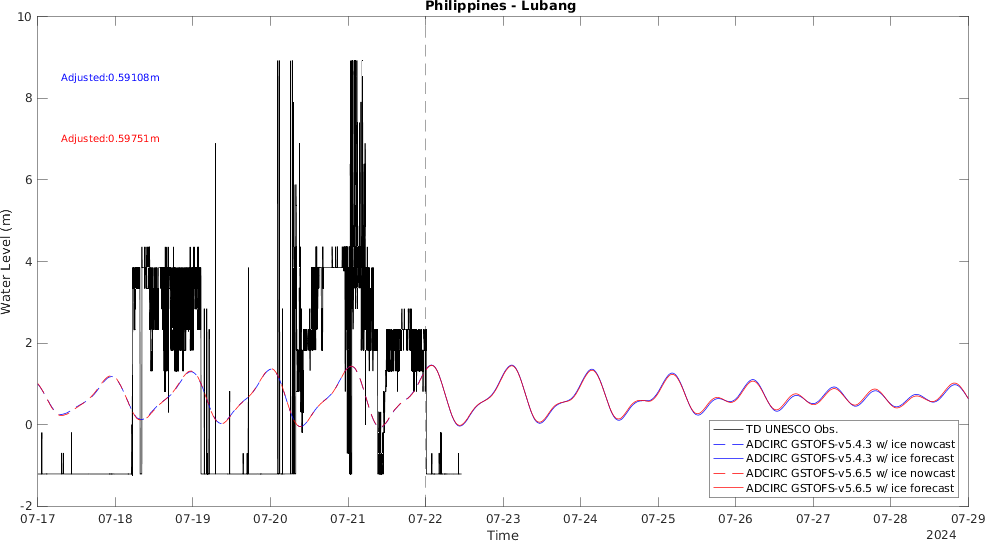 Philippines - Lubang
10
8
6
4
2
0
-2
Water Level (m)
Adjusted:0.59108m
Adjusted:0.59751m
TD UNESCO Obs.
ADCIRC GSTOFS-v5.4.3 w/ ice nowcast
ADCIRC GSTOFS-v5.4.3 w/ ice forecast
ADCIRC GSTOFS-v5.6.5 w/ ice nowcast
ADCIRC GSTOFS-v5.6.5 w/ ice forecast
07-17 07-18 07-19 07-20 07-21 07-22 07-23 07-24 07-25 07-26 07-27 07-28 07-29
Time
2024